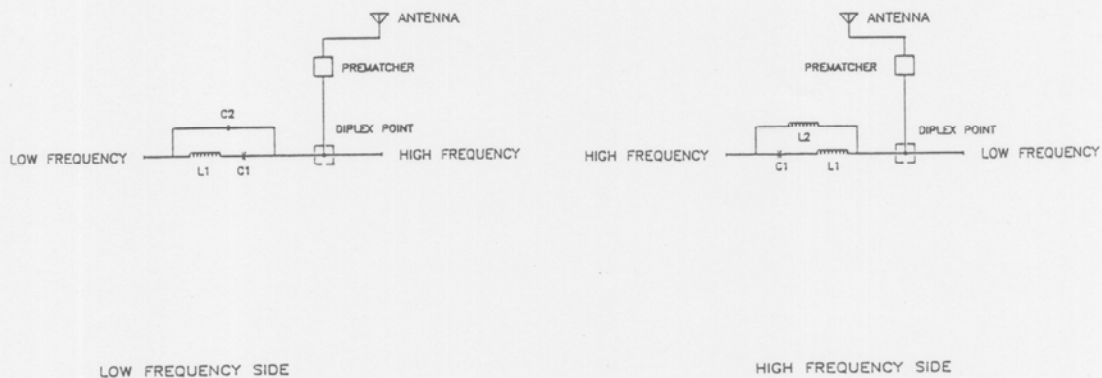 ANTENNA
PREMATCHER
C2
DIPLEX POINT
LOW FREQUENCY
L1
C1
HIGH FREQUENCY
LOW FREQUENCY SIDE
ANTENNA
PREMATCHER
DIPLEX POINT
L2
HIGH FREQUENCY
C1
L1
LOW FREQUENCY
HIGH FREQUENCY SIDE